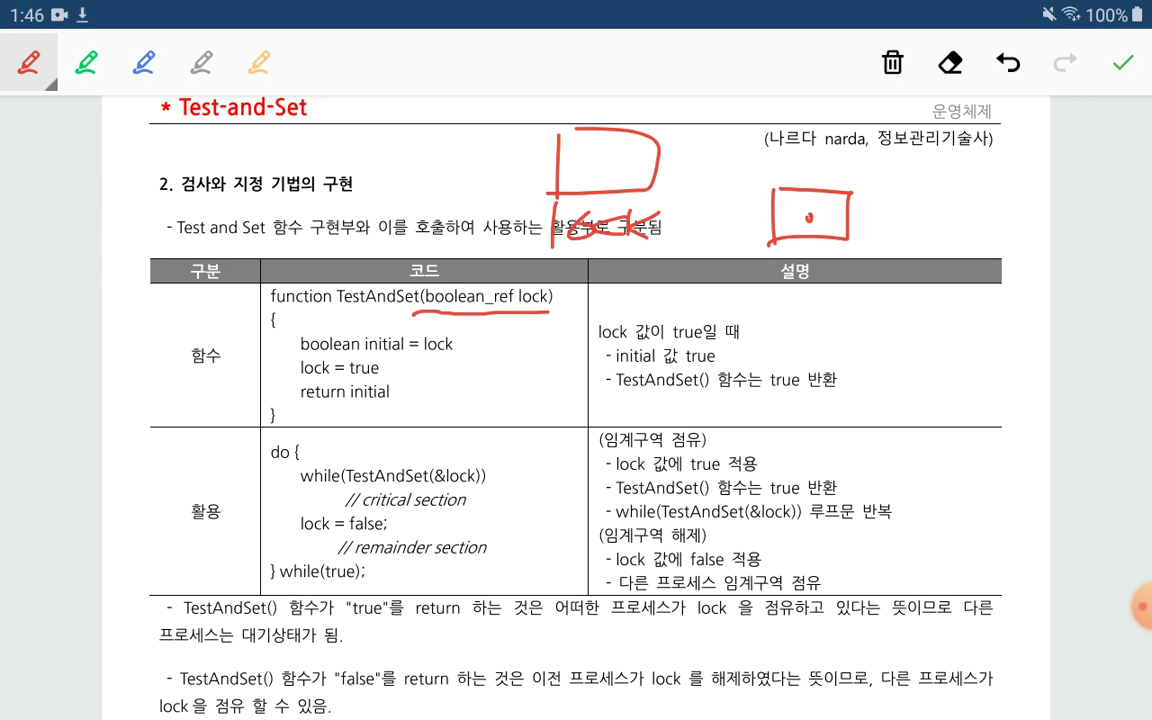 1:46 100%
* Test-and-Set
운영체제
(나르다 narda, 정보관리기술사)
2. 검사와 지정 기법의 구현
lock
- Test and Set 함수 구현부와 이를 호출하여 사용하는 활용부로 구분됨
구분 코드 설명
함수
function TestAndSet(boolean_ref lock)
{
boolean initial = lock
lock = true
return initial
}
lock 값이 true일 때
- initial 값 true
- TestAndSet() 함수는 true 반환
활용
do {
while(TestAndSet(&lock))
// critical section
lock = false;
// remainder section
} while(true);
(임계구역 점유)
- lock 값에 true 적용
- TestAndSet() 함수는 true 반환
- while(TestAndSet(&lock)) 루프문 반복
(임계구역 해제)
- lock 값에 false 적용
- 다른 프로세스 임계구역 점유
- TestAndSet() 함수가 "true"를 return 하는 것은 어떠한 프로세스가 lock 을 점유하고 있다는 뜻이므로 다른
프로세스는 대기상태가 됨.
- TestAndSet() 함수가 "false"를 return 하는 것은 이전 프로세스가 lock 를 해제하였다는 뜻이므로, 다른 프로세스가
lock을 점유 할 수 있음.